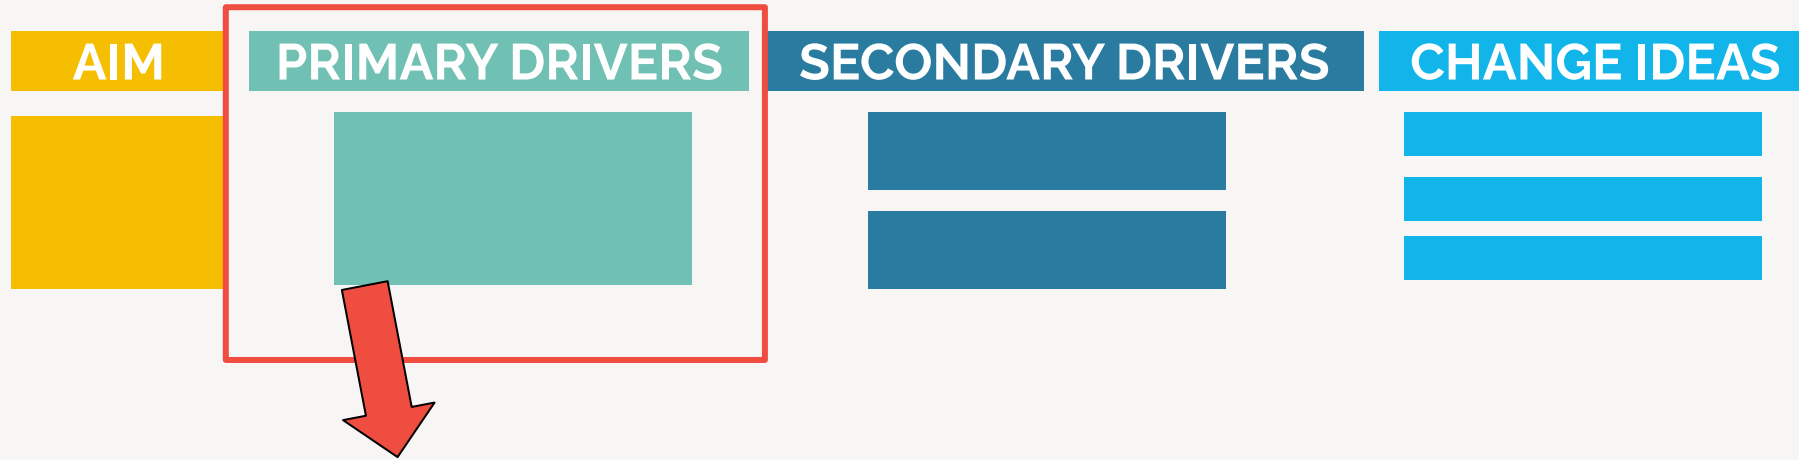 AIM
PRIMARY DRIVERS
SECONDARY DRIVERS
CHANGE IDEAS